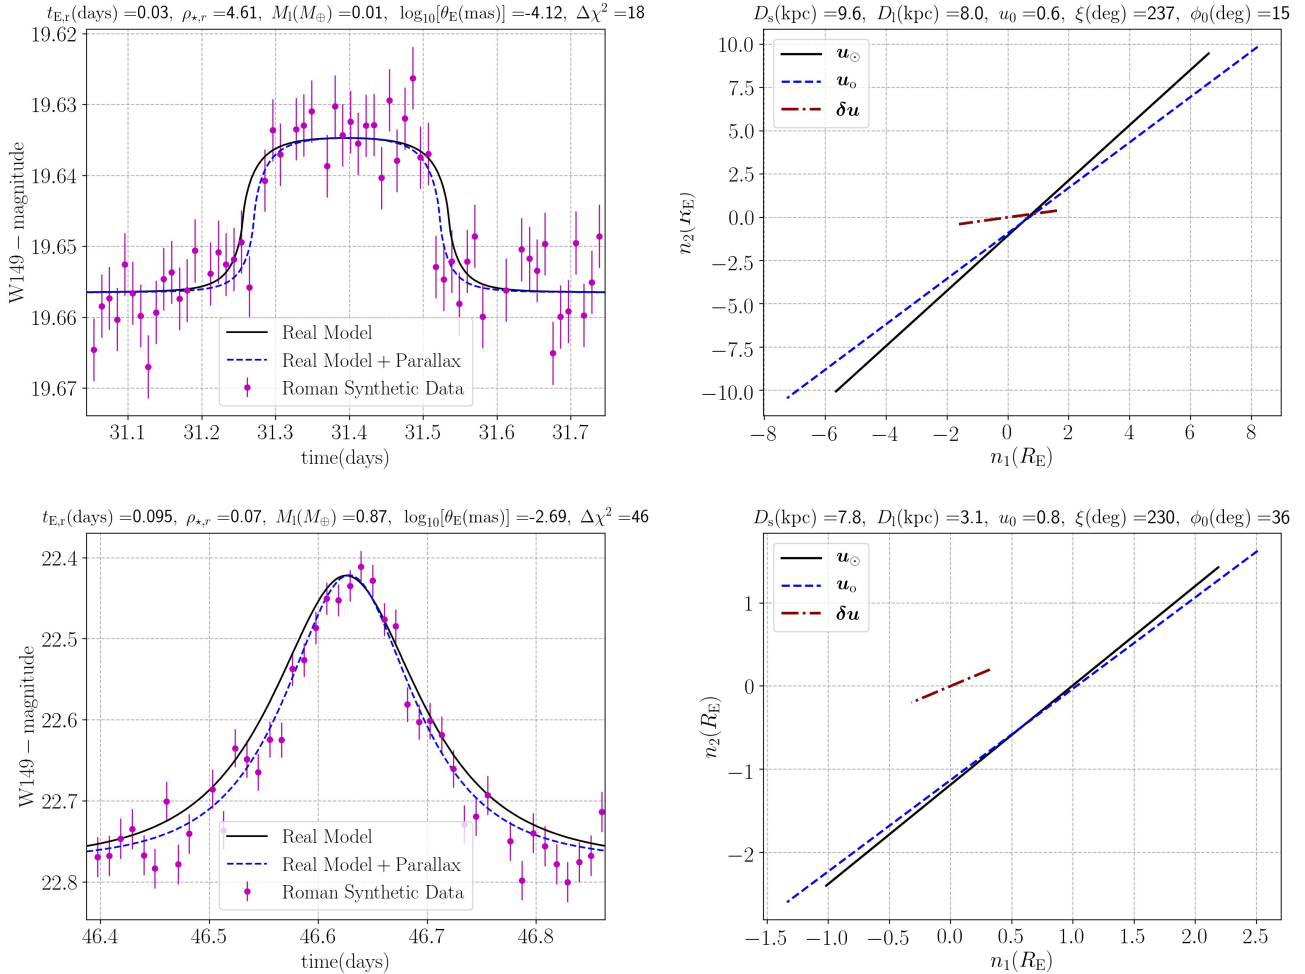 t_E,r(days) =0.03, ρ_⋆,r =4.61, M_l(M_⊕) =0.01, log_10[θ_E(mas)] =-4.12, Δχ^2 =18
19.62
19.63
19.64
19.65
19.66
19.67
W149 − magnitude
Real Model
Real Model + Parallax
Roman Synthetic Data
31.1 31.2 31.3 31.4 31.5 31.6 31.7
time(days)
D_s(kpc) =9.6, D_l(kpc) =8.0, u_0 =0.6, ξ(deg) =237, ϕ_0(deg) =15
10.0
7.5
5.0
2.5
0.0
−2.5
−5.0
−7.5
−10.0
n_2(R_E)
u_⊙
u_o
δu
−8 −6 −4 −2 0 2 4 6 8
n_1(R_E)
t_E,r(days) =0.095, ρ_⋆,r =0.07, M_l(M_⊕) =0.87, log_10[θ_E(mas)] =-2.69, Δχ^2 =46
22.4
22.5
22.6
22.7
22.8
W149 − magnitude
Real Model
Real Model + Parallax
Roman Synthetic Data
46.4 46.5 46.6 46.7 46.8
time(days)
D_s(kpc) =7.8, D_l(kpc) =3.1, u_0 =0.8, ξ(deg) =230, ϕ_0(deg) =36
1
0
−1
−2
n_2(R_E)
u_⊙
u_o
δu
−1.5 −1.0 −0.5 0.0 0.5 1.0 1.5 2.0 2.5
n_1(R_E)